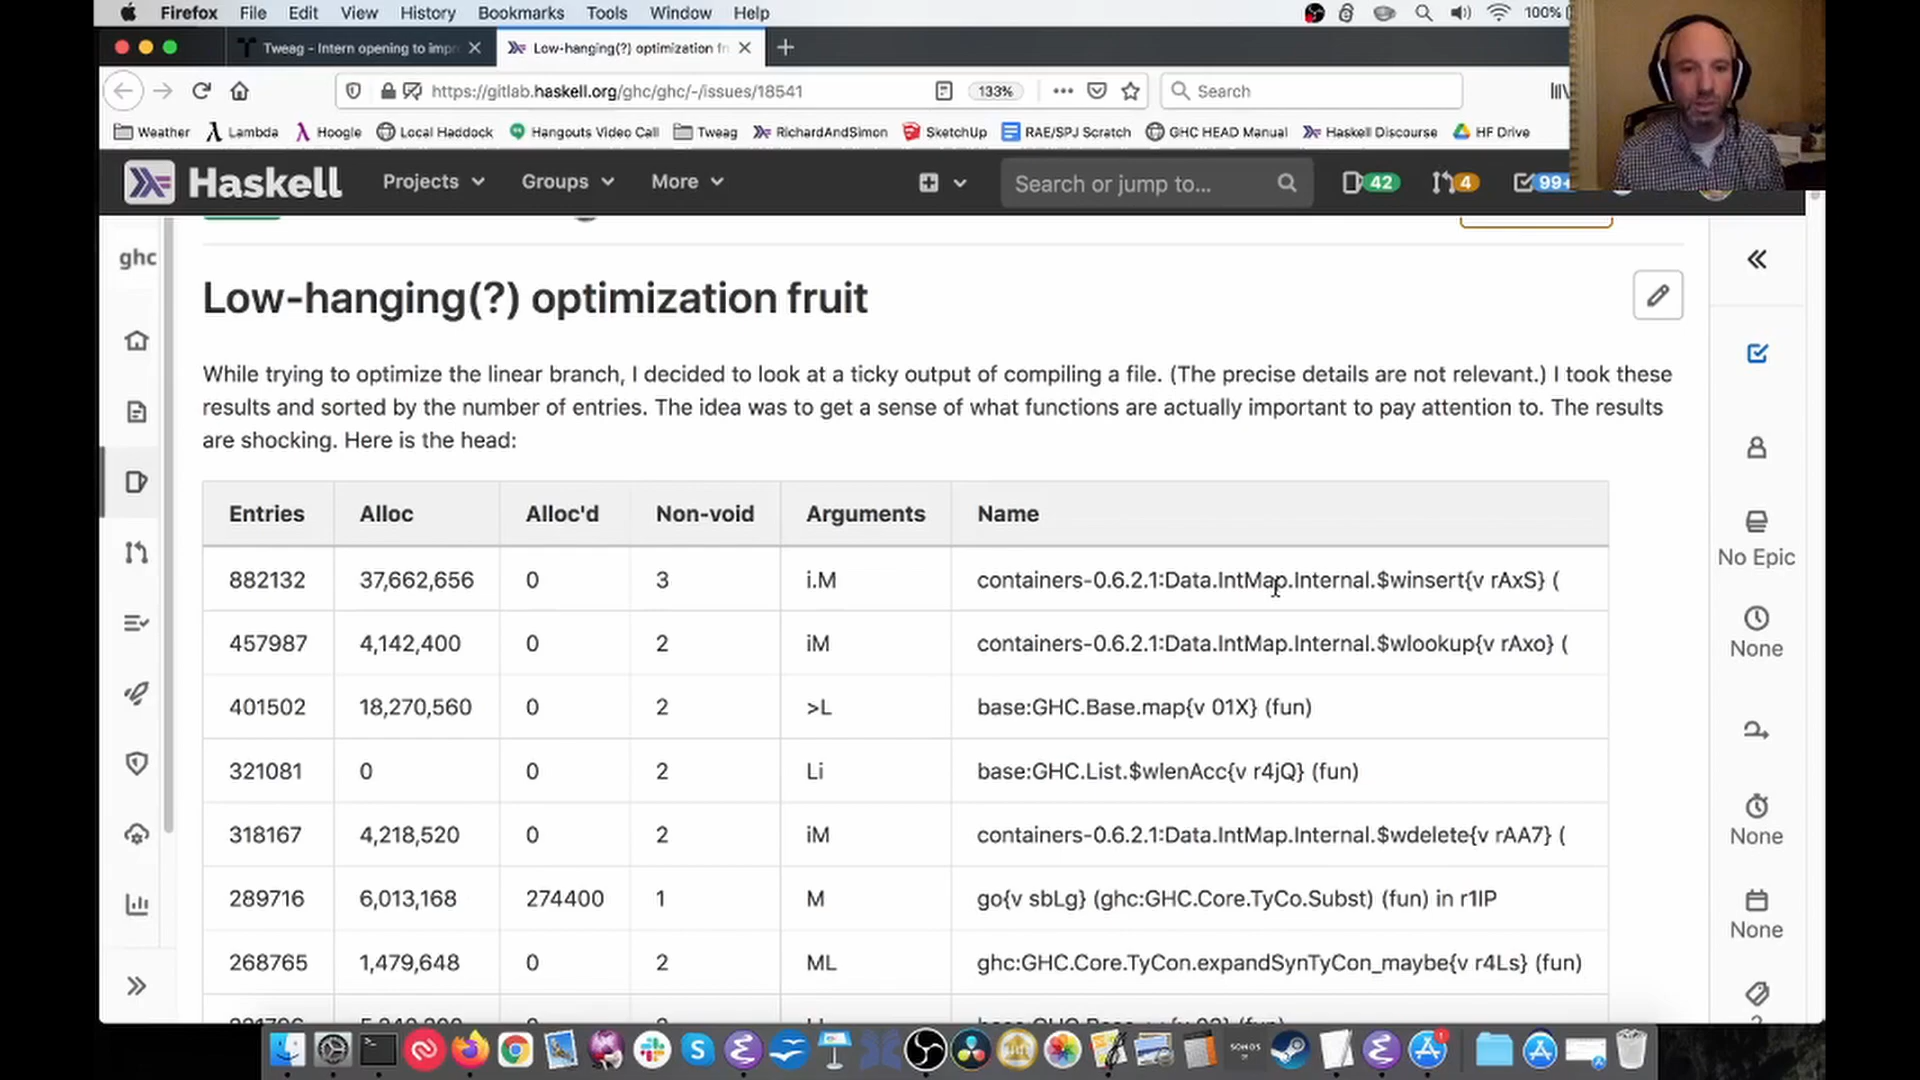 Firefox File Edit View History Bookmarks Tools Window Help 100%
Tweag - Intern opening to impr
Low-hanging(?) optimization fr
https://gitlab.haskell.org/ghc/ghc/-/issues/18541 133% Search
Weather Lambda Hoogle Local Haddock Hangouts Video Call Tweag RichardAndSimon SketchUp RAE/SPJ Scratch GHC HEAD Manual Haskell Discourse HF Drive
Haskell Projects Groups More Search or jump to... 42 4 99+
ghc
Low-hanging(?) optimization fruit
While trying to optimize the linear branch, I decided to look at a ticky output of compiling a file. (The precise details are not relevant.) I took these
results and sorted by the number of entries. The idea was to get a sense of what functions are actually important to pay attention to. The results
are shocking. Here is the head:
Entries Alloc Alloc'd Non-void Arguments Name
882132 37,662,656 0 3 i.M containers-0.6.2.1:Data.IntMap.Internal.$winsert{v rAxS} (
457987 4,142,400 0 2 iM containers-0.6.2.1:Data.IntMap.Internal.$wlookup{v rAxo} (
401502 18,270,560 0 2 >L base:GHC.Base.map{v 01X} (fun)
321081 0 0 2 Li base:GHC.List.$wlenAcc{v r4jQ} (fun)
318167 4,218,520 0 2 iM containers-0.6.2.1:Data.IntMap.Internal.$wdelete{v rAA7} (
289716 6,013,168 274400 1 M go{v sbLg} (ghc:GHC.Core.TyCo.Subst) (fun) in r1IP
268765 1,479,648 0 2 ML ghc:GHC.Core.TyCon.expandSynTyCon_maybe{v r4Ls} (fun)
No Epic
None
None
None
SONOS